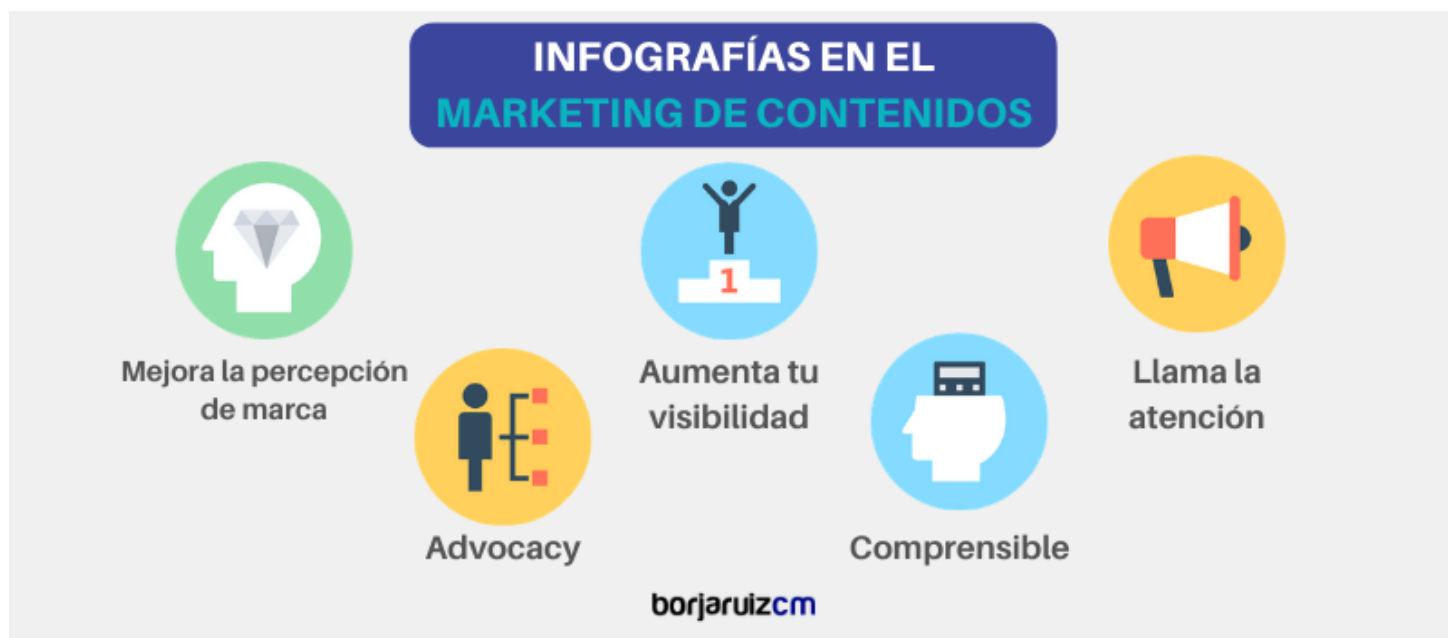 INFOGRAFÍAS EN EL
MARKETING DE CONTENIDOS
1
Mejora la percepción
de marca
Advocacy
Aumenta tu
visibilidad
Comprensible
Llama la
atención
borjaruizcm